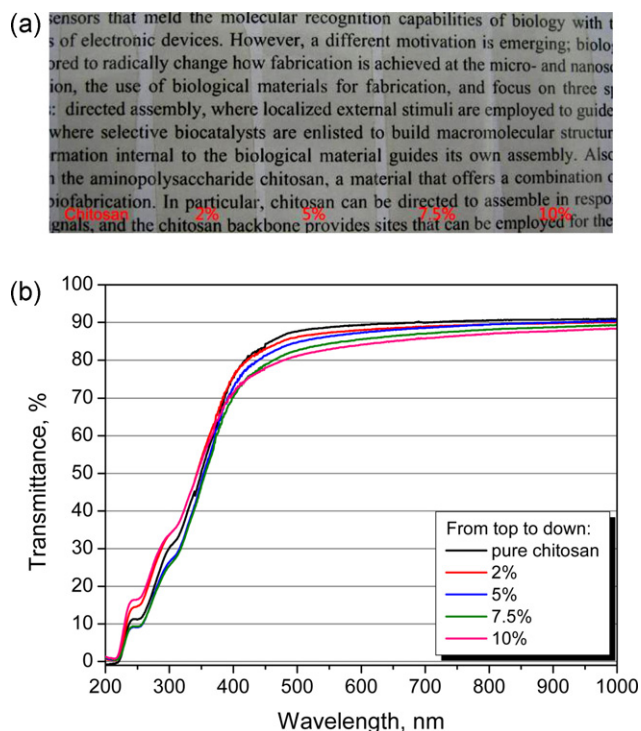 (a)
sensors that meld the molecular recognition capabilities of biology with
s of electronic devices. However, a different motivation is emerging; biolog
ored to radically change how fabrication is achieved at the micro- and nanosc
ion, the use of biological materials for fabrication, and focus on three sp
: directed assembly, where localized external stimuli are employed to guide
where selective biocatalysts are enlisted to build macromolecular structur
rmation internal to the biological material guides its own assembly. Also
n the aminopolysaccharide chitosan, a material that offers a combination
biofabrication. In particular, chitosan can be directed to assemble in respo
Chitosan 2% 5% 7.5% 10%
gnals, and the chitosan backbone provides sites that can be employed for the
(b)
100
90
80
70
60
50
40
30
20
10
0
Transmittance, %
From top to down:
pure chitosan
2%
5%
7.5%
10%
200 300 400 500 600 700 800 900 1000
Wavelength, nm